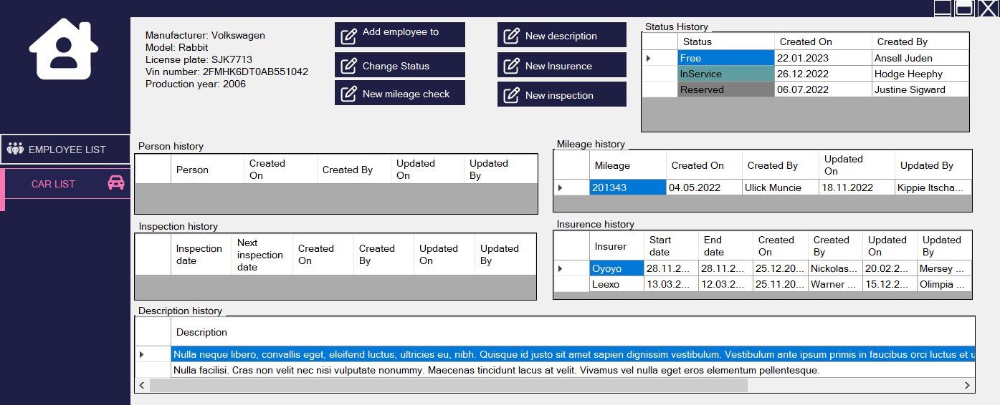 Manufacturer: Volkswagen
Model: Rabbit
License plate: SJK7713
Vin number: 2FMHK6DT0AB551042
Production year: 2006
Add employee to
Change Status
New mileage check
New description
New Insurence
New inspection
Status History
Status Created On Created By
Free 22.01.2023 Ansell Juden
InService 26.12.2022 Hodge Heephy
Reserved 06.07.2022 Justine Sigward
EMPLOYEE LIST
CAR LIST
Person history
Person Created On Created By Updated On Updated By
Mileage history
Mileage Created On Created By Updated On Updated By
201343 04.05.2022 Ulick Muncie 18.11.2022 Kippie Itscha...
Inspection history
Inspection date Next inspection date Created On Created By Updated On Updated By
Insurence history
Insurer Start date End date Created On Created By Updated On Updated By
Oyoyo 28.11.2... 28.11.2... 25.12.20... Nickolas... 20.02.2... Mersey ...
Leexo 13.03.2... 12.03.2... 25.11.20... Warner ... 15.12.2... Olimpia ...
Description history
Description
Nulla neque libero, convallis eget, eleifend luctus, ultricies eu, nibh. Quisque id justo sit amet sapien dignissim vestibulum. Vestibulum ante ipsum primis in faucibus orci luctus et u
Nulla facilisi. Cras non velit nec nisi vulputate nonummy. Maecenas tincidunt lacus at velit. Vivamus vel nulla eget eros elementum pellentesque.